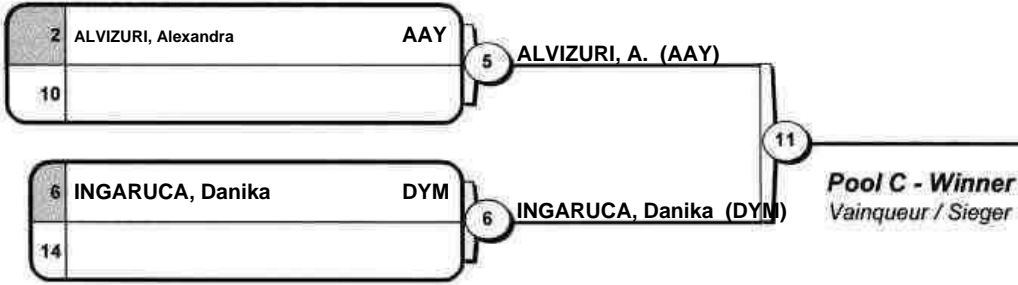 2 ALVIZURI, Alexandra AAY
5 ALVIZURI, A. (AAY)
10
11
Pool C - Winner
Vainqueur / Sieger
6 INGARUCA, Danika DYM
6 INGARUCA, Danika (DYM)
14